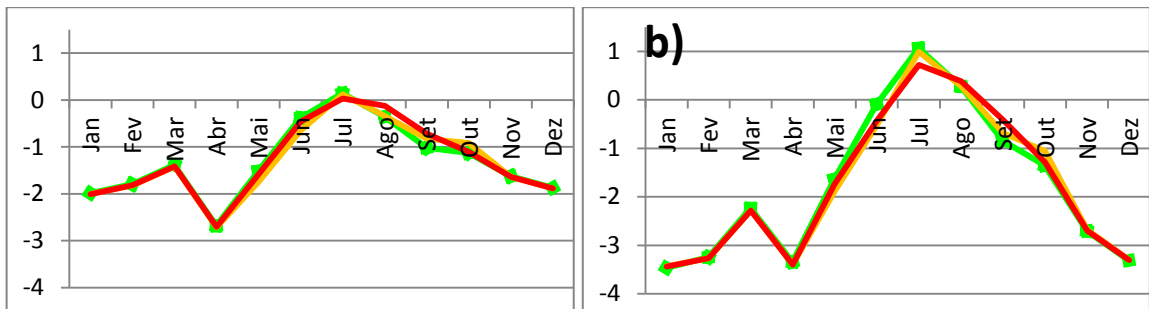 1
0
-1
-2
-3
-4
Jan
Fev
Mar
Abr
Mai
Jun
Jul
Ago
Set
Out
Nov
Dez
b)
1
0
-1
-2
-3
-4
Jan
Fev
Mar
Abr
Mai
Jun
Jul
Ago
Set
Out
Nov
Dez